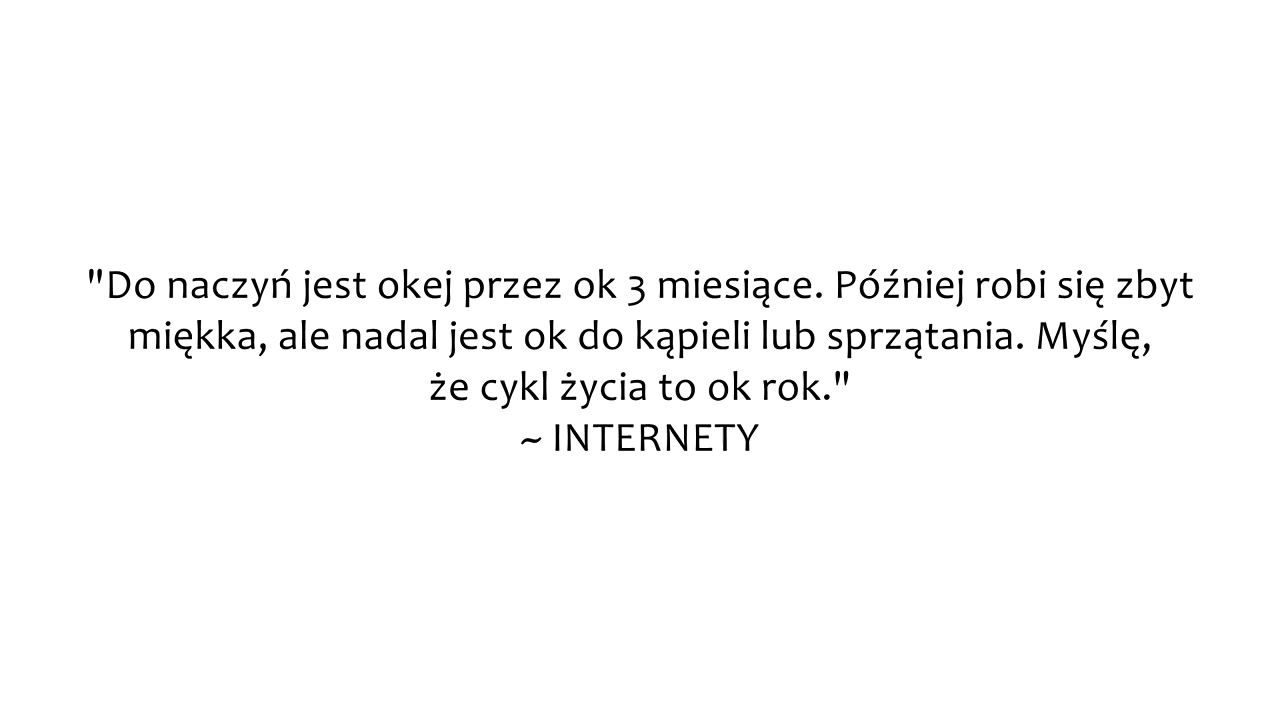 "Do naczyń jest okej przez ok 3 miesiące. Później robi się zbyt
miękka, ale nadal jest ok do kąpieli lub sprzątania. Myślę,
że cykl życia to ok rok."
~ INTERNETY